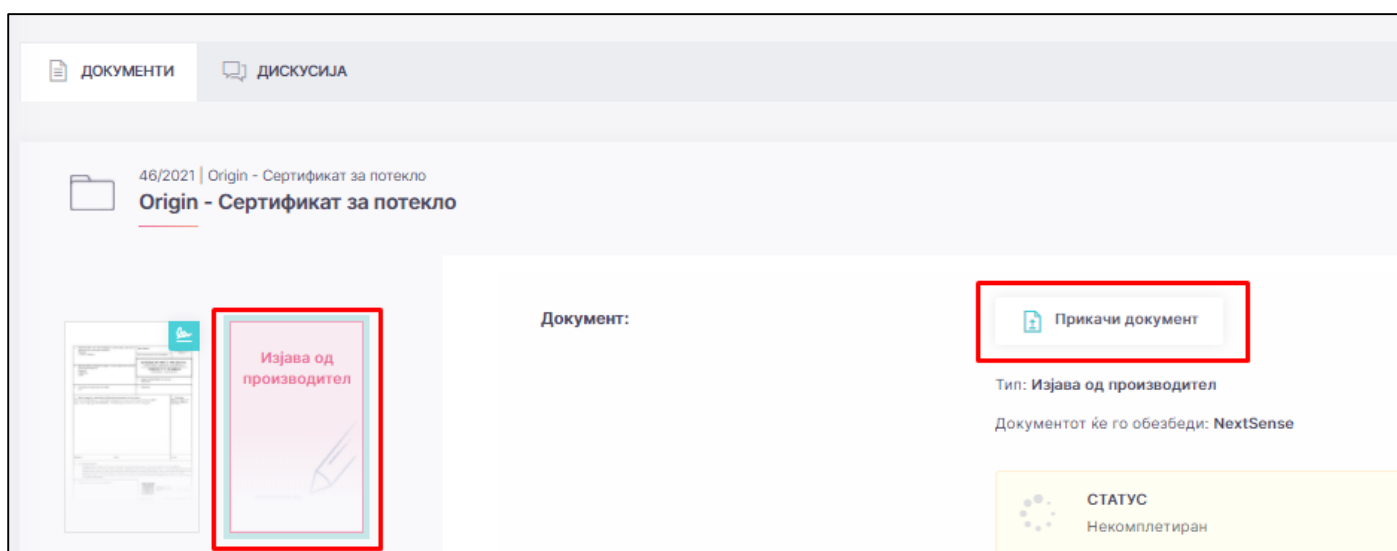 ДОКУМЕНТИ
ДИСКУСИЈА
46/2021 | Origin - Сертификат за потекло
Origin - Сертификат за потекло
Изјава од
производител
Документ:
Прикачи документ
Тип: Изјава од производител
Документот ќе го обезбеди: NextSense
СТАТУС
Некомплетиран